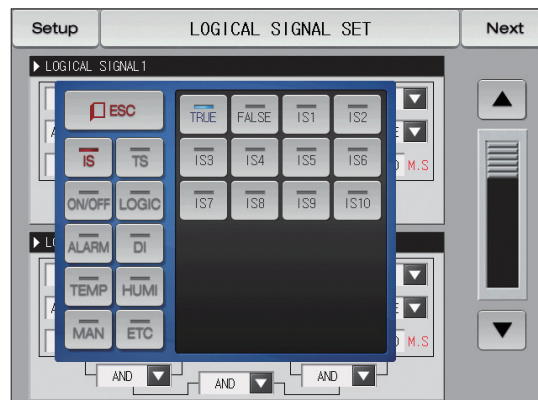 Setup LOGICAL SIGNAL SET Next
LOGICAL SIGNAL1
ESC TRUE FALSE IS1 IS2
IS TS IS3 IS4 IS5 IS6 M.S
ON/OFF LOGIC IS7 IS8 IS9 IS10
ALARM DI
TEMP HUMI
MAN ETC M.S
AND AND AND